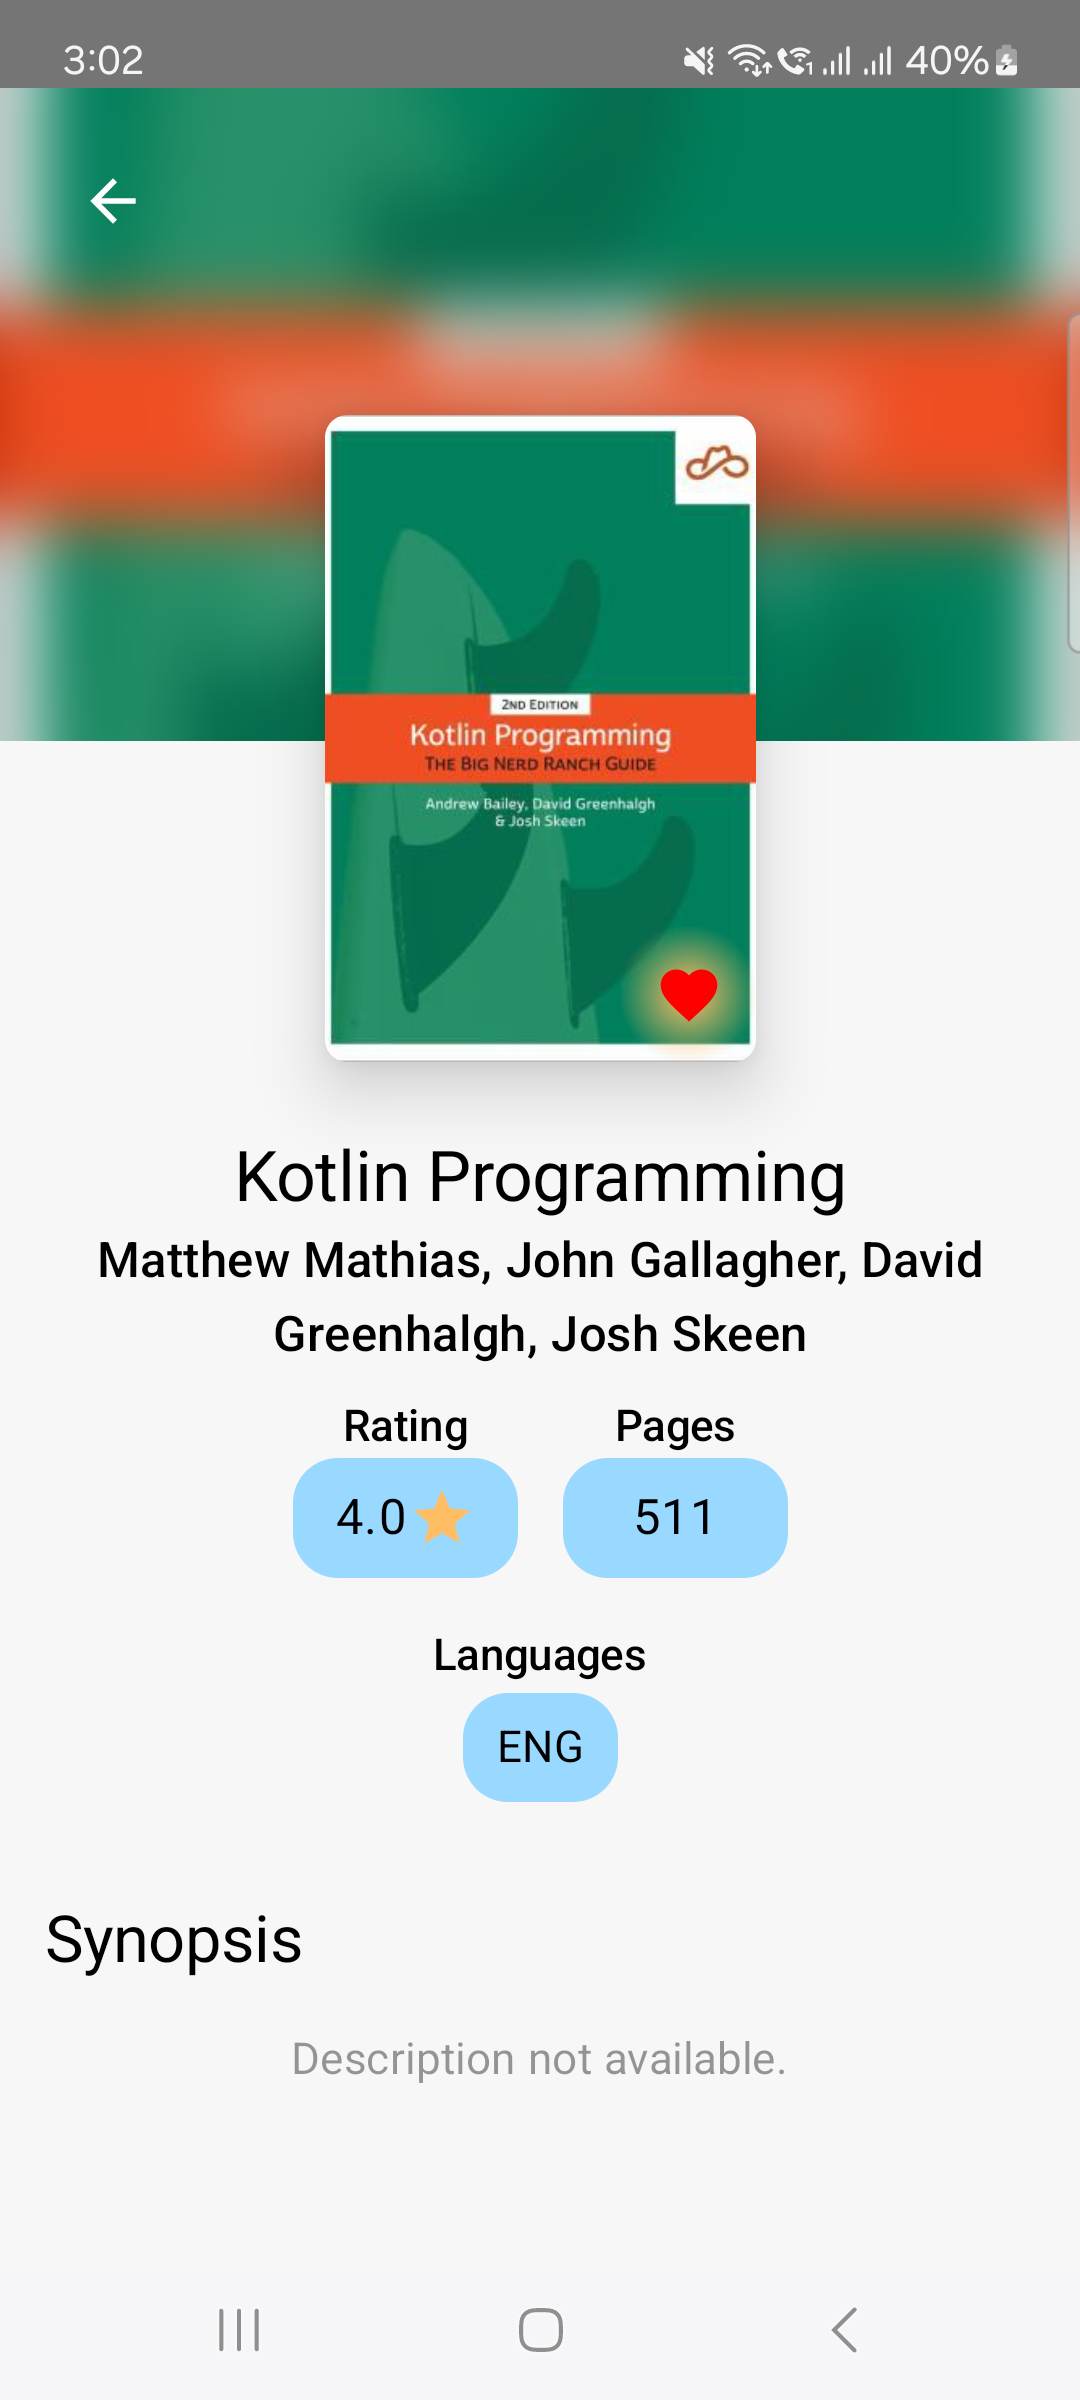 3:02
40%
2ND EDITION
Kotlin Programming
THE BIG NERD RANCH GUIDE
Andrew Bailey, David Greenhalgh
& Josh Skeen
Kotlin Programming
Matthew Mathias, John Gallagher, David
Greenhalgh, Josh Skeen
Rating
Pages
4.0
511
Languages
ENG
Synopsis
Description not available.